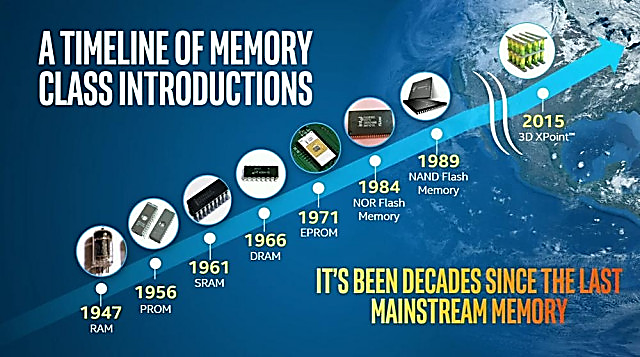 A TIMELINE OF MEMORY
CLASS INTRODUCTIONS
1947
RAM
1956
PROM
1961
SRAM
1966
DRAM
1971
EPROM
1984
NOR Flash
Memory
1989
NAND Flash
Memory
2015
3D XPoint™
IT'S BEEN DECADES SINCE THE LAST
MAINSTREAM MEMORY